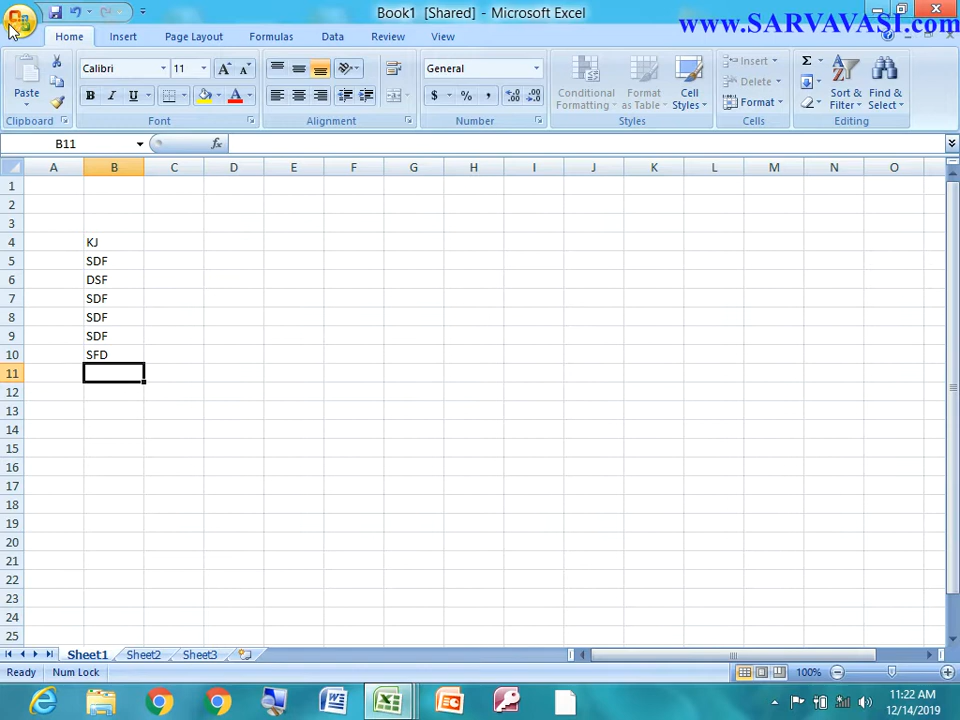 Book1 [Shared] - Microsoft Excel
www.SARVAVASI.com
Home Insert Page Layout Formulas Data Review View
Paste
Calibri 11
General
Conditional Formatting
Format as Table
Cell Styles
Insert
Delete
Format
Sort & Filter
Find & Select
Clipboard Font Alignment Number Styles Cells Editing
B11 fx
A B C D E F G H I J K L M N O
1
2
3
4 KJ
5 SDF
6 DSF
7 SDF
8 SDF
9 SDF
10 SFD
11
12
13
14
15
16
17
18
19
20
21
22
23
24
25
Sheet1 Sheet2 Sheet3
Ready Num Lock 100%
11:22 AM
12/14/2019